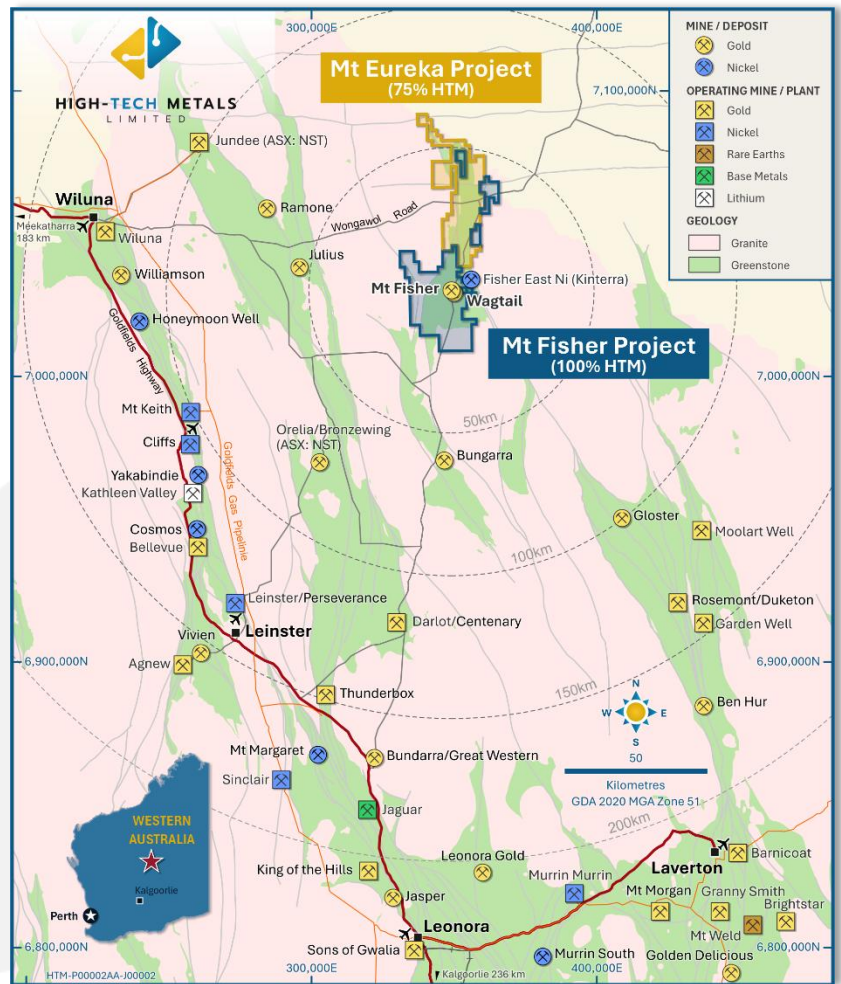 300,000E
400,000E
HIGH-TECH METALS
LIMITED
Mt Eureka Project
(75% HTM)
7,100,000N
MINE / DEPOSIT
Gold
Nickel
OPERATING MINE / PLANT
Gold
Nickel
Rare Earths
Base Metals
Lithium
GEOLOGY
Granite
Greenstone
Jundee (ASX: NST)
Wiluna
Meekatharra
183 km
Wiluna
Ramone
Wongawol Road
Julius
Williamson
Fisher East Ni (Kinterra)
Mt Fisher
Wagtail
Honeymoon Well
Goldfields Highway
Mt Fisher Project
(100% HTM)
7,000,000N
7,000,000N
Mt Keith
50km
Cliffs
Orelia/Bronzewing
(ASX: NST)
Bungarra
Yakabindie
Kathleen Valley
Goldfields Gas Pipelinie
Gloster
Cosmos
Bellevue
100km
Moolart Well
Leinster/Perseverance
Rosemont/Duketon
Leinster
Darlot/Centenary
Garden Well
Vivien
Agnew
6,900,000N
6,900,000N
150km
Thunderbox
N
W
E
S
Ben Hur
50
Kilometres
GDA 2020 MGA Zone 51
Mt Margaret
Bundarra/Great Western
Sinclair
Jaguar
200km
WESTERN
AUSTRALIA
Kalgoorlie
Perth
King of the Hills
Leonora Gold
Laverton
Barnicoat
Murrin Murrin
Jasper
Mt Morgan
Granny Smith
Brightstar
Leonora
Mt Weld
Sons of Gwalia
6,800,000N
6,800,000N
Murrin South
Golden Delicious
HTM-P00002AA-J00002
300,000E
Kalgoorlie 236 km
400,000E